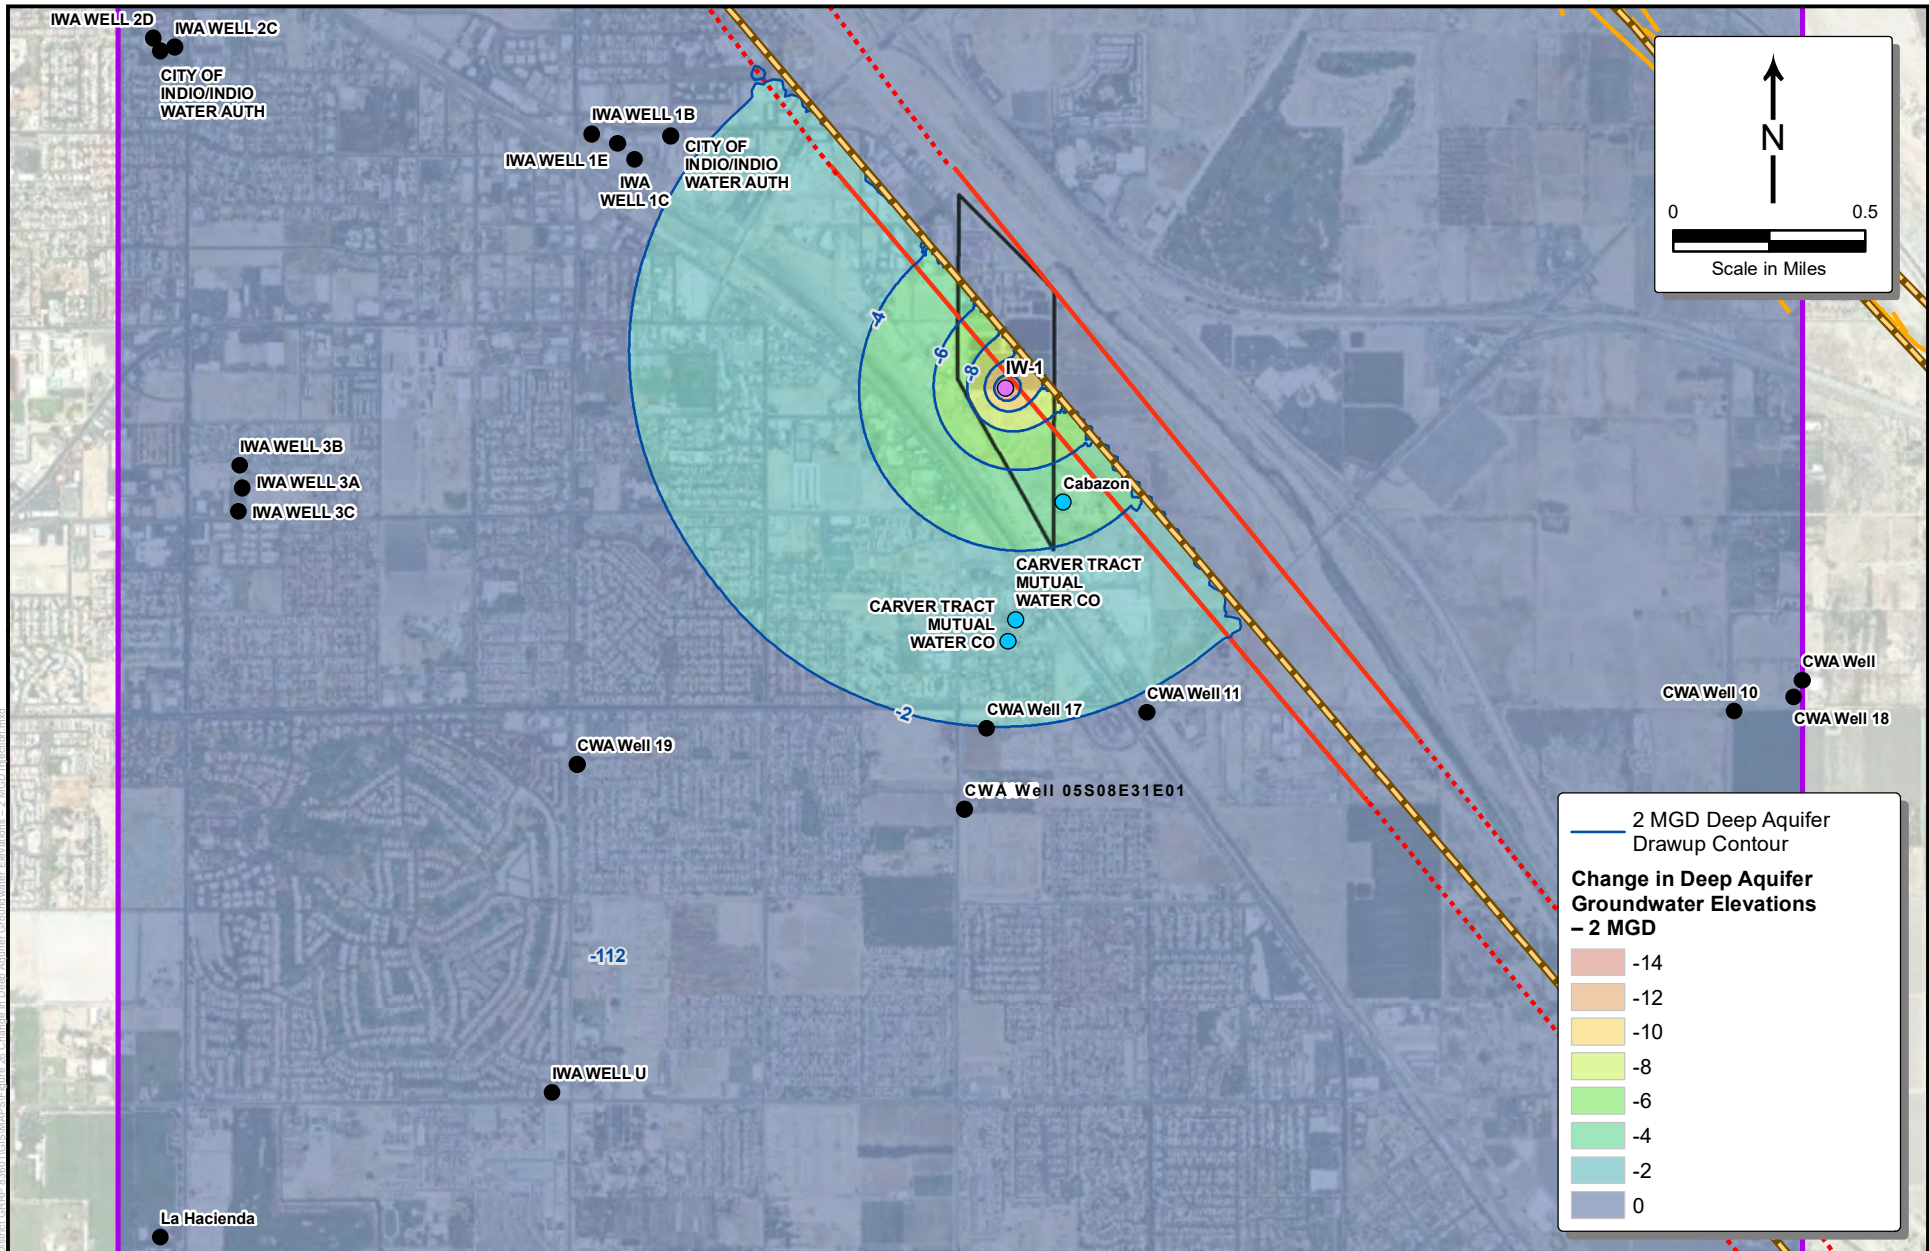 IWA WELL 2D
IWA WELL 2C
CITY OF
INDIO/INDIO
WATER AUTH
IWA WELL 1B
IWA WELL 1E
IWA
WELL 1C
CITY OF
INDIO/INDIO
WATER AUTH
N
0 0.5
Scale in Miles
-4
-6
-8
IW-1
IWA WELL 3B
IWA WELL 3A
IWA WELL 3C
Cabazon
CARVER TRACT
MUTUAL
WATER CO
CARVER TRACT
MUTUAL
WATER CO
-2
CWA Well 17
CWA Well 11
CWA Well
CWA Well 10
CWA Well 18
CWA Well 19
CWA Well 05S08E31E01
-112
IWA WELL U
La Hacienda
2 MGD Deep Aquifer
Drawup Contour
Change in Deep Aquifer
Groundwater Elevations
– 2 MGD
-14
-12
-10
-8
-6
-4
-2
0